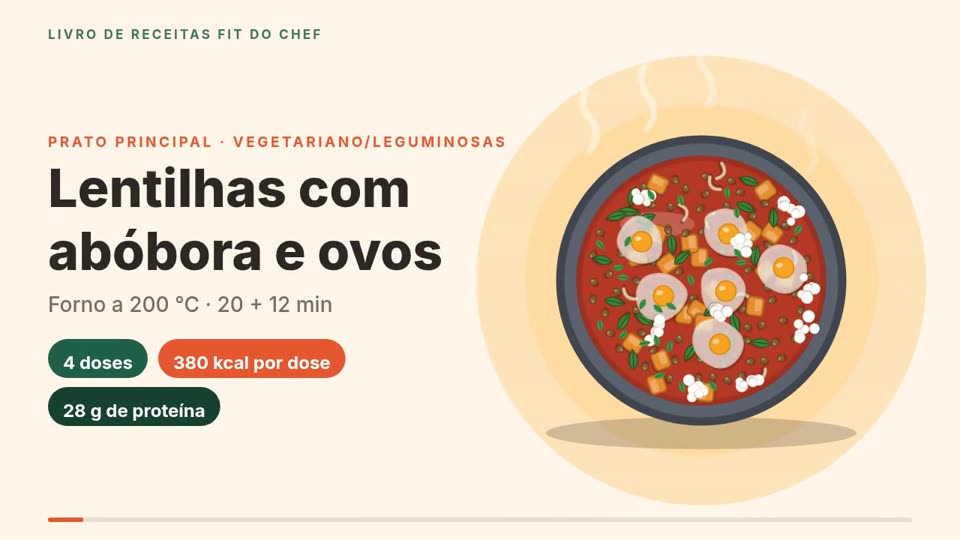 LIVRO DE RECEITAS FIT DO CHEF
PRATO PRINCIPAL · VEGETARIANO/LEGUMINOSAS
Lentilhas com
abóbora e ovos
Forno a 200 °C · 20 + 12 min
4 doses
380 kcal por dose
28 g de proteína